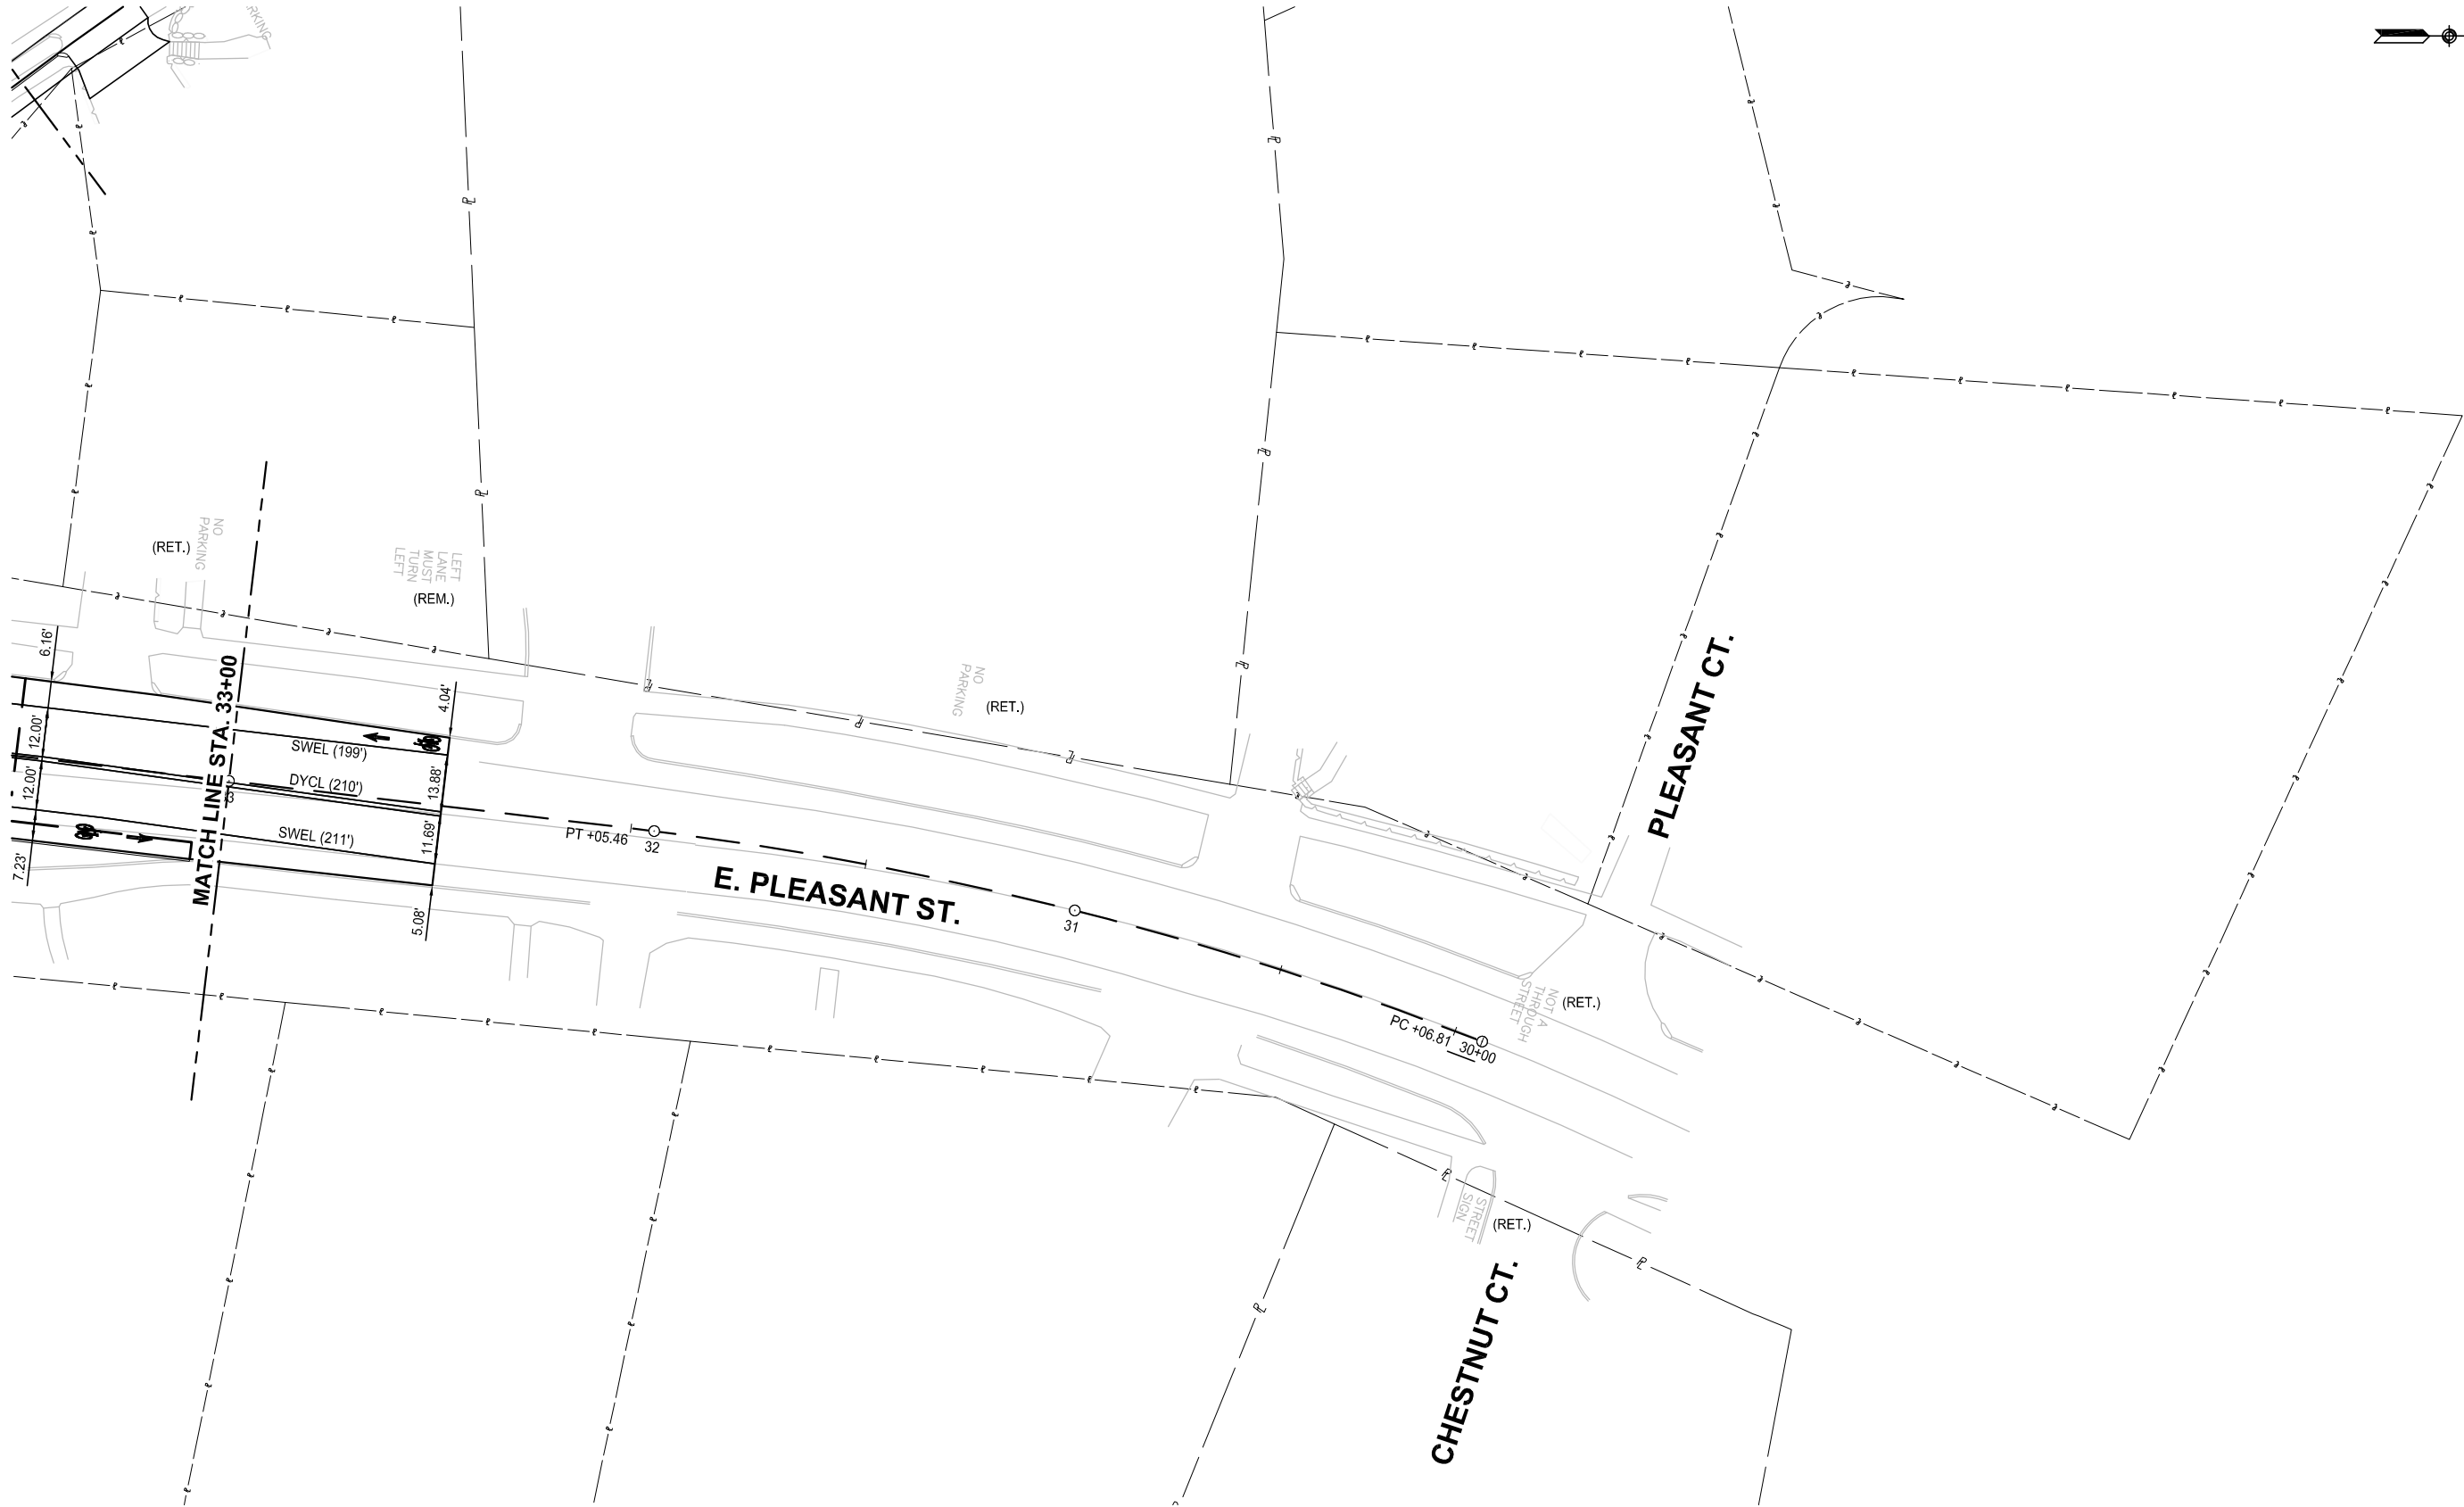 PARKING
NO
PARKING
(RET.)
LEFT
LANE
MUST
TURN
LEFT
(REM.)
6.16'
12.00'
12.00'
7.23'
MATCH LINE STA. 33+00
4.04'
13.88'
11.69'
5.08'
SWEL (199')
DYCL (210')
SWEL (211')
PT +05.46
32
E. PLEASANT ST.
NO
PARKING
(RET.)
31
PC +06.81
30+00
NOT A
THROUGH
STREET
(RET.)
PLEASANT CT.
STREET
SIGN
(RET.)
CHESTNUT CT.